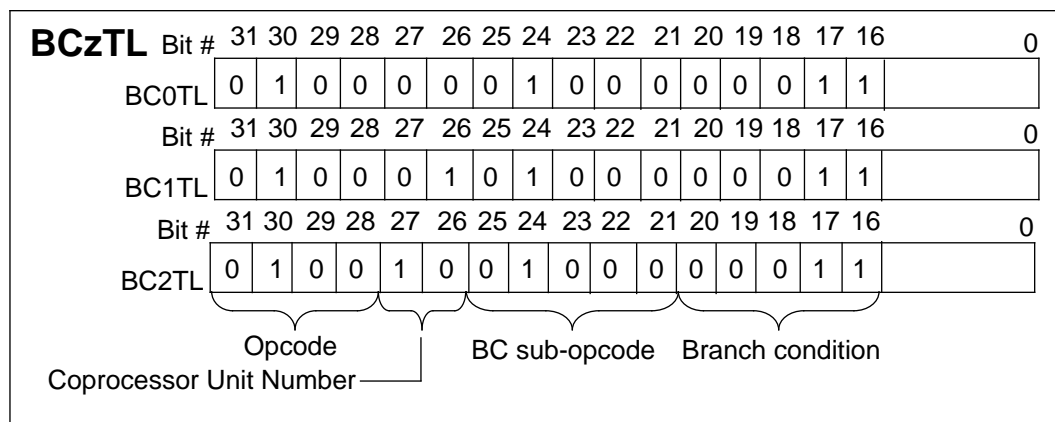 BCzTL Bit # 31 30 29 28 27 26 25 24 23 22 21 20 19 18 17 16 0
BC0TL 0 1 0 0 0 0 0 1 0 0 0 0 0 0 1 1
Bit # 31 30 29 28 27 26 25 24 23 22 21 20 19 18 17 16 0
BC1TL 0 1 0 0 0 1 0 1 0 0 0 0 0 0 1 1
Bit # 31 30 29 28 27 26 25 24 23 22 21 20 19 18 17 16 0
BC2TL 0 1 0 0 1 0 0 1 0 0 0 0 0 0 1 1
Opcode BC sub-opcode Branch condition
Coprocessor Unit Number